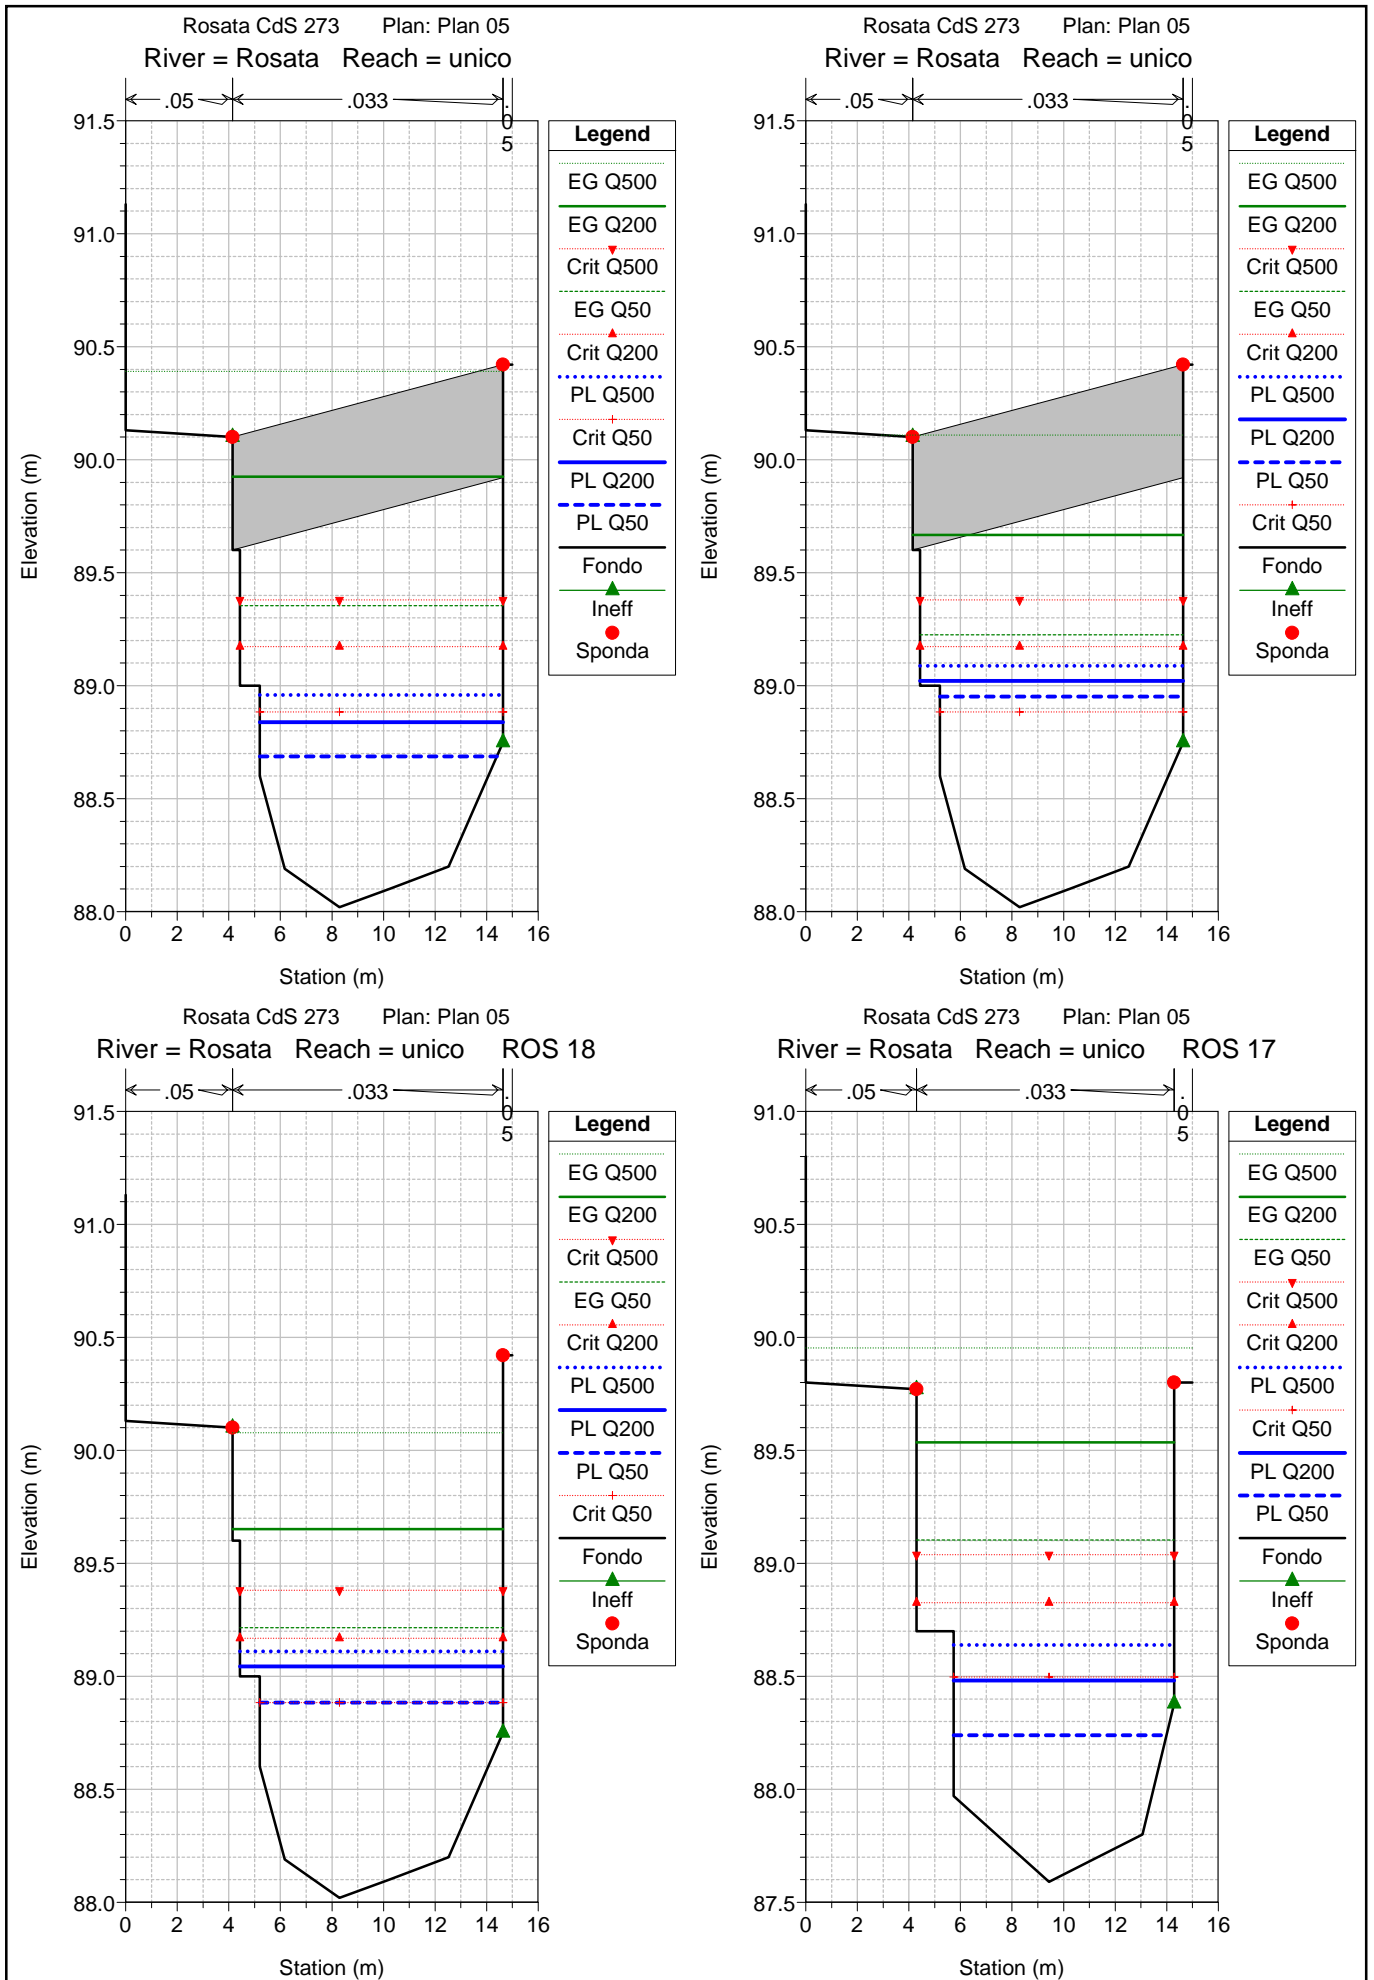 Rosata CdS 273 Plan: Plan 05
River = Rosata Reach = unico
.05 .033 .05
Legend
EG Q500
EG Q200
Crit Q500
EG Q50
Crit Q200
PL Q500
Crit Q50
PL Q200
PL Q50
Fondo
Ineff
Sponda
91.5
91.0
90.5
90.0
89.5
89.0
88.5
88.0
0 2 4 6 8 10 12 14 16
Elevation (m)
Station (m)
Rosata CdS 273 Plan: Plan 05
River = Rosata Reach = unico
.05 .033 .05
Legend
EG Q500
EG Q200
Crit Q500
EG Q50
Crit Q200
PL Q500
PL Q200
PL Q50
Crit Q50
Fondo
Ineff
Sponda
91.5
91.0
90.5
90.0
89.5
89.0
88.5
88.0
0 2 4 6 8 10 12 14 16
Elevation (m)
Station (m)
Rosata CdS 273 Plan: Plan 05
River = Rosata Reach = unico ROS 18
.05 .033 .05
Legend
EG Q500
EG Q200
Crit Q500
EG Q50
Crit Q200
PL Q500
PL Q200
PL Q50
Crit Q50
Fondo
Ineff
Sponda
91.5
91.0
90.5
90.0
89.5
89.0
88.5
88.0
0 2 4 6 8 10 12 14 16
Elevation (m)
Station (m)
Rosata CdS 273 Plan: Plan 05
River = Rosata Reach = unico ROS 17
.05 .033 .05
Legend
EG Q500
EG Q200
EG Q50
Crit Q500
Crit Q200
PL Q500
Crit Q50
PL Q200
PL Q50
Fondo
Ineff
Sponda
91.0
90.5
90.0
89.5
89.0
88.5
88.0
87.5
0 2 4 6 8 10 12 14 16
Elevation (m)
Station (m)